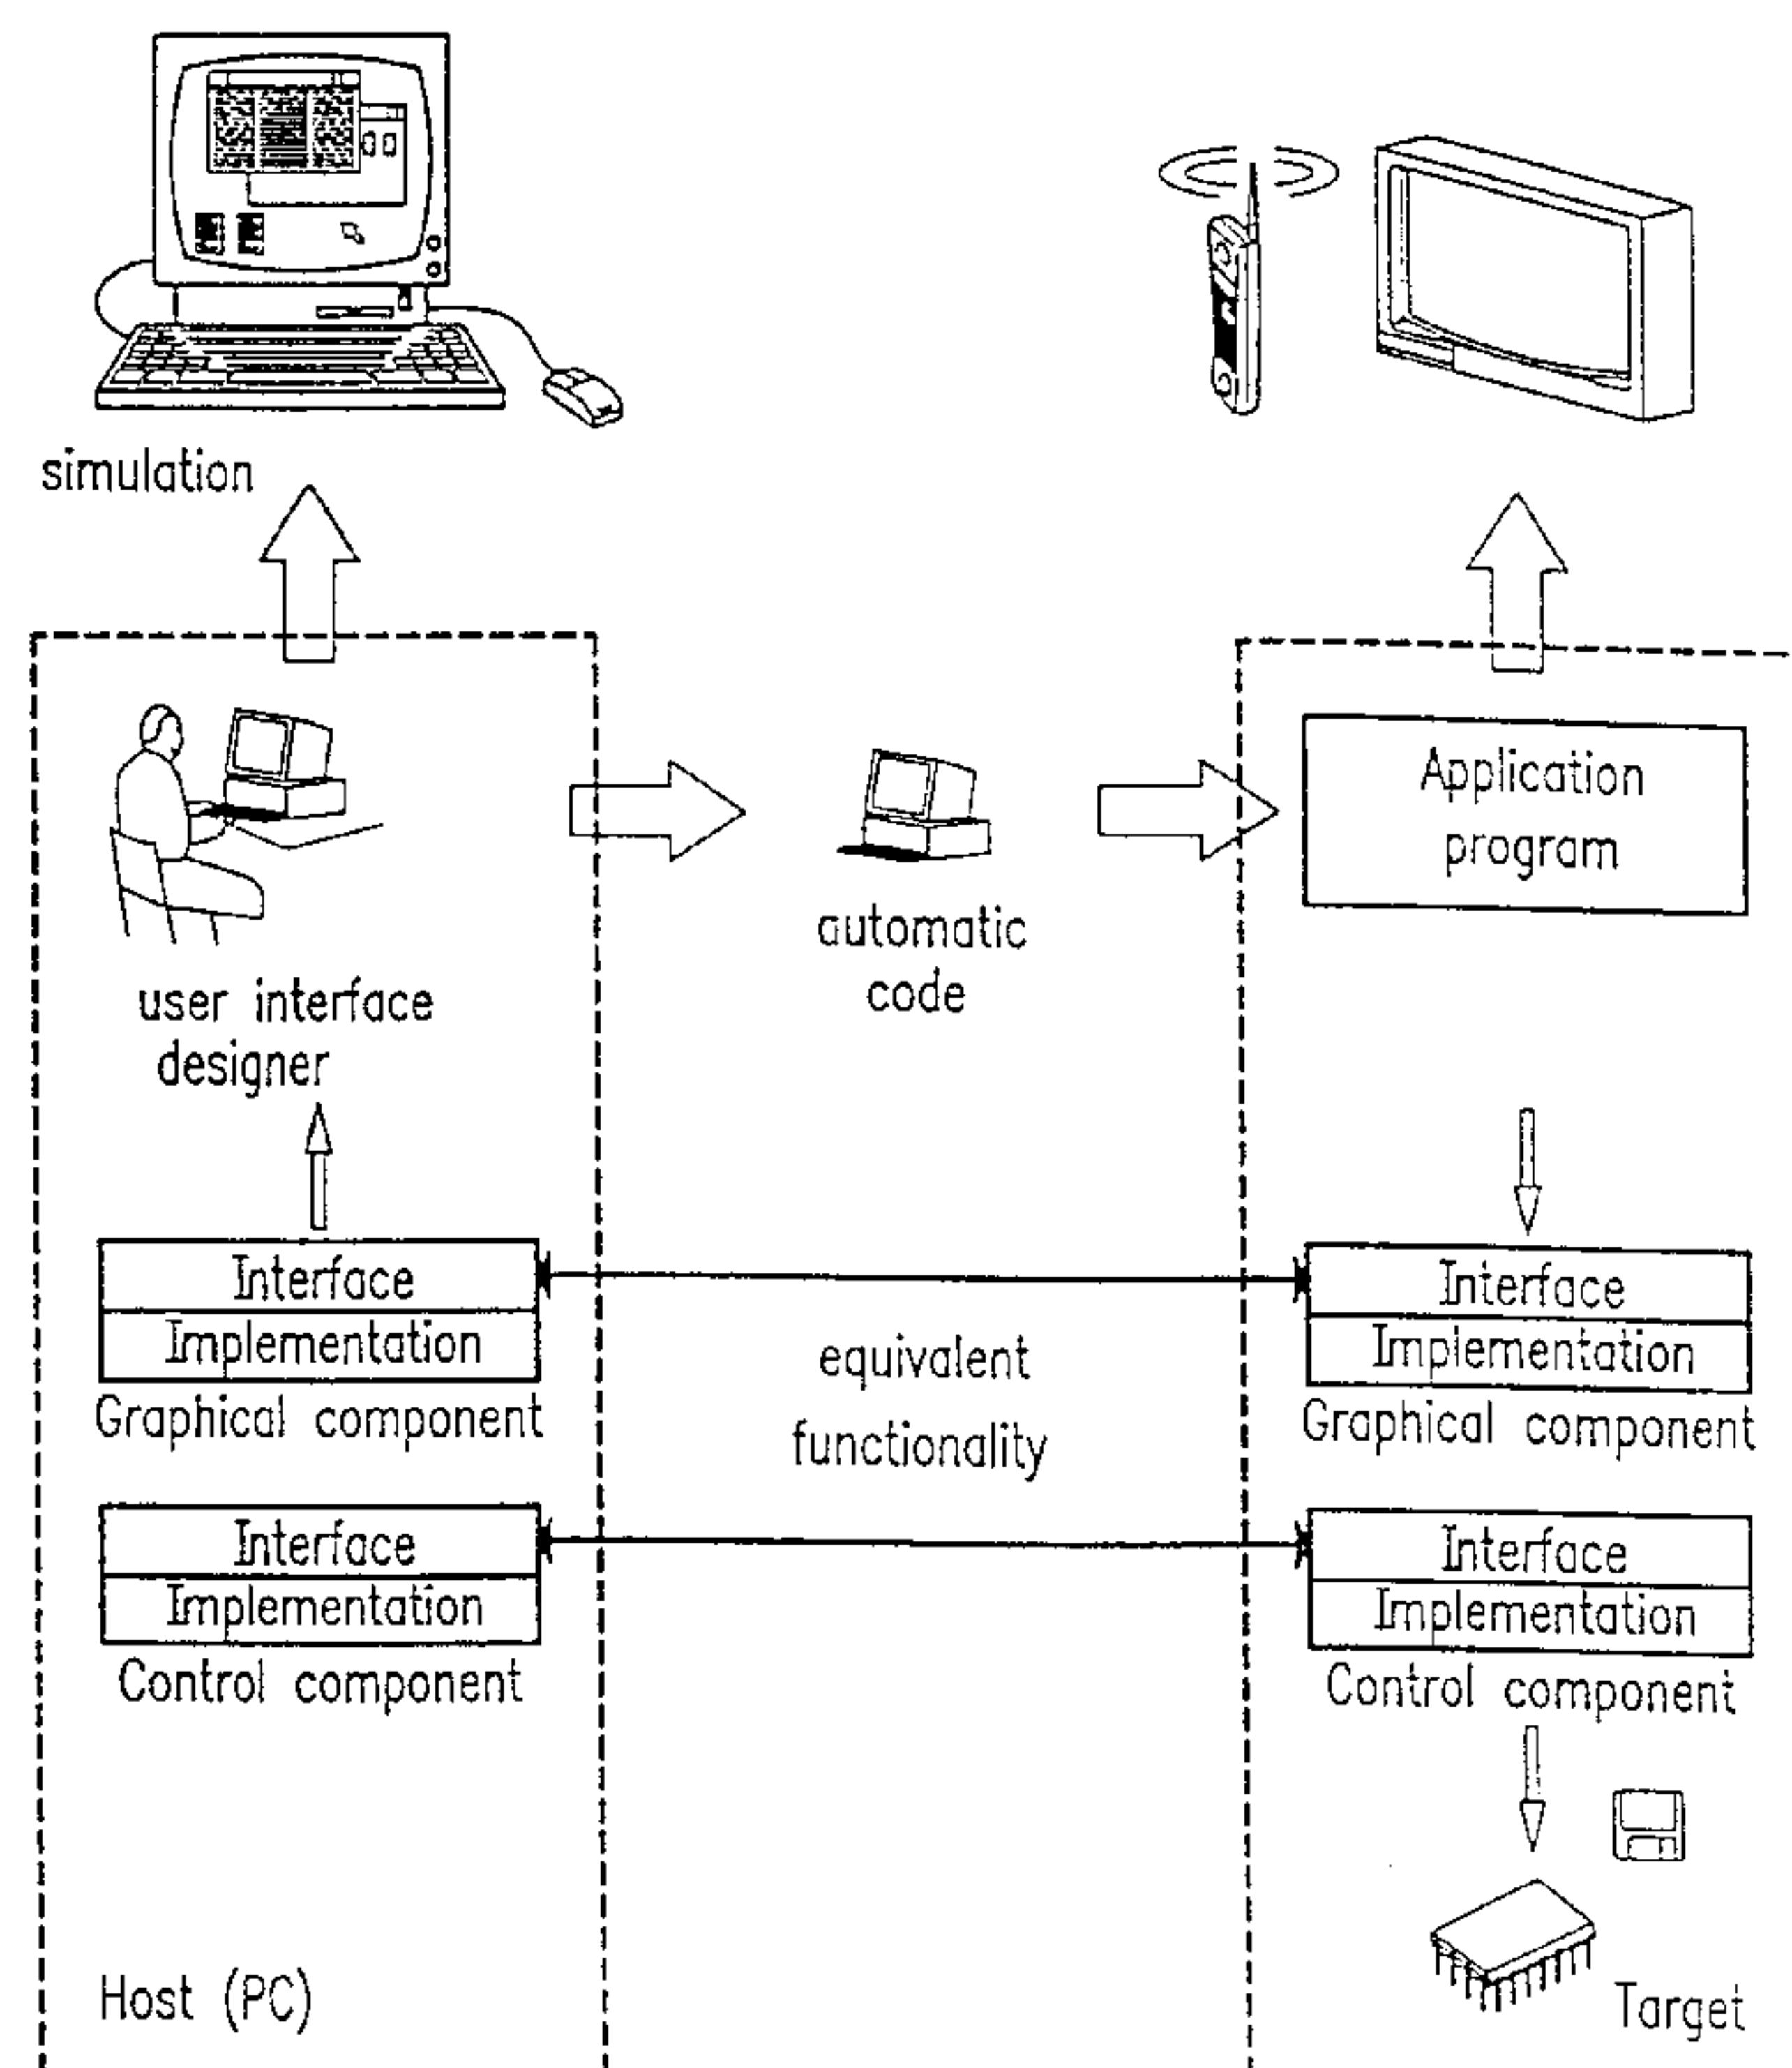 simulation
Application
program
automatic
code
user interface
designer
Interface
Implementation
Graphical component
equivalent
functionality
Interface
Implementation
Graphical component
Interface
Implementation
Control component
Interface
Implementation
Control component
Host (PC)
Target